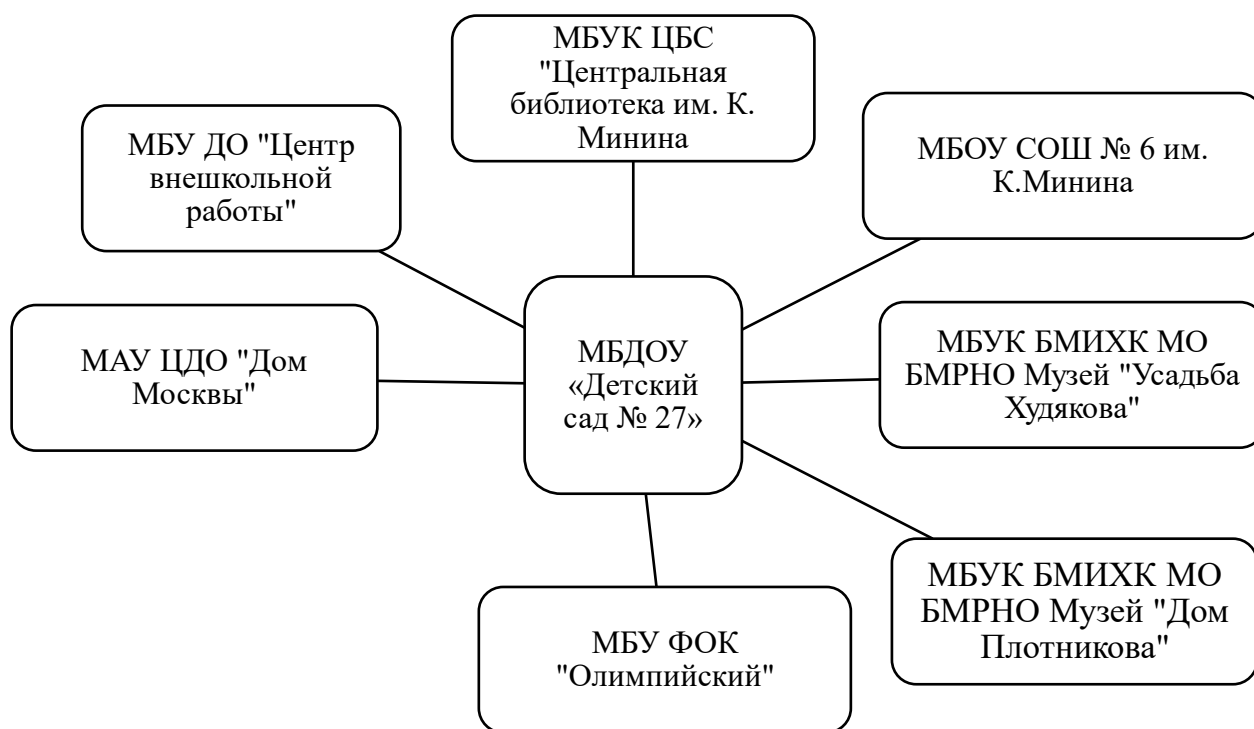 МБУК ЦБС
"Центральная
библиотека им. К.
Минина
МБУ ДО "Центр
внешкольной
работы"
МБОУ СОШ № 6 им.
К.Минина
МАУ ЦДО "Дом
Москвы"
МБДОУ
«Детский
сад № 27»
МБУК БМИХК МО
БМРНО Музей "Усадьба
Худякова"
МБУК БМИХК МО
БМРНО Музей "Дом
Плотникова"
МБУ ФОК
"Олимпийский"